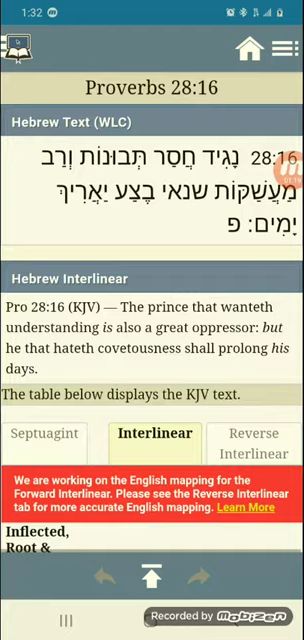 1:32
Proverbs 28:16
Hebrew Text (WLC)
28:16 נָגִיד חֲסַר תְּבוּנוֹת וְרַב
מַעֲשַׁקּוֹת שנאי בֶצַע יַאֲרִיךְ
יָמִים׃ פ
01:19
Hebrew Interlinear
Pro 28:16 (KJV) — The prince that wanteth
understanding is also a great oppressor: but
he that hateth covetousness shall prolong his
days.
The table below displays the KJV text.
Septuagint
Interlinear
Reverse
Interlinear
We are working on the English mapping for the
Forward Interlinear. Please see the Reverse Interlinear
tab for more accurate English mapping. Learn More
Inflected,
Root &
Recorded by Mobizen